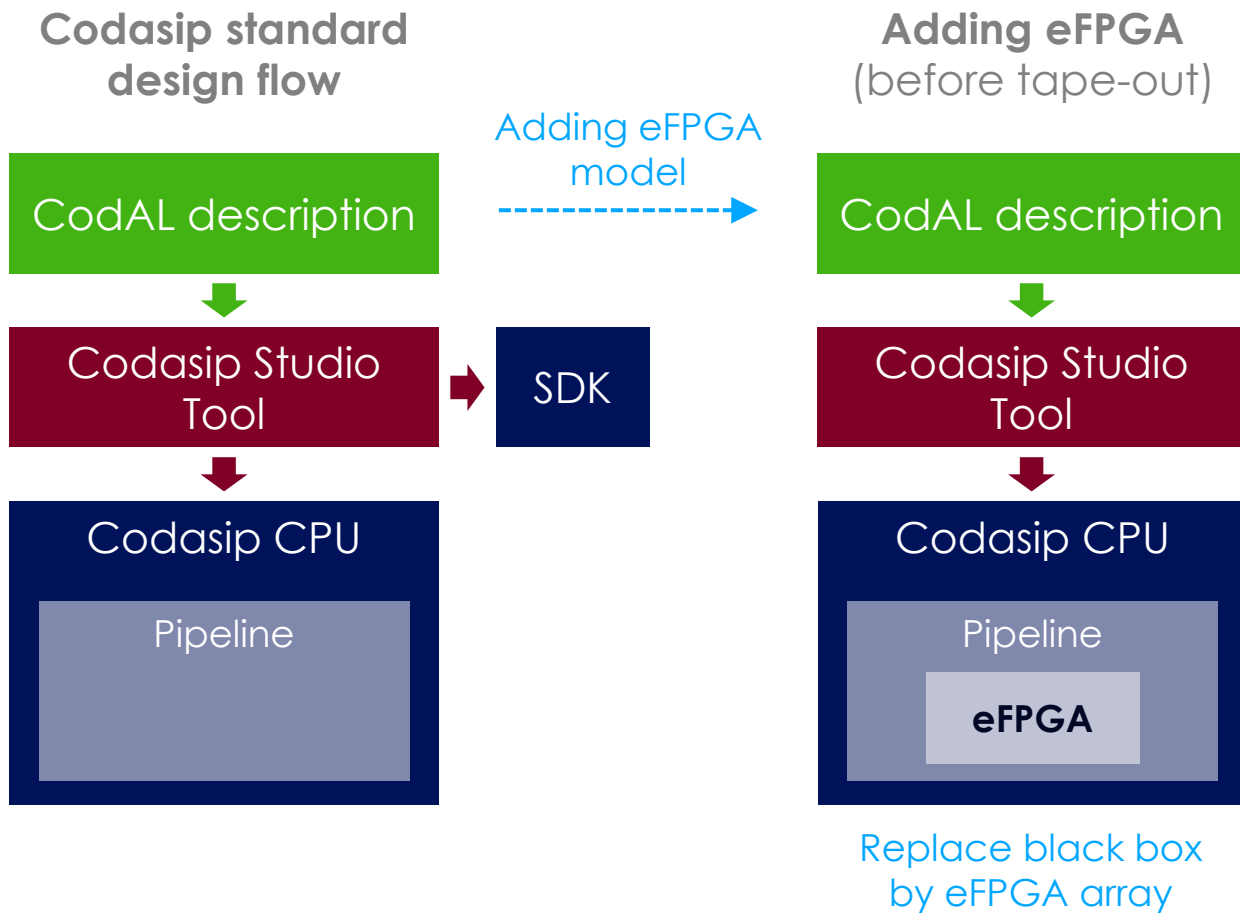 Codasip standard
design flow
Adding eFPGA
model
Adding eFPGA
(before tape-out)
CodAL description
CodAL description
Codasip Studio
Tool
SDK
Codasip Studio
Tool
Codasip CPU
Pipeline
Codasip CPU
Pipeline
eFPGA
Replace black box
by eFPGA array